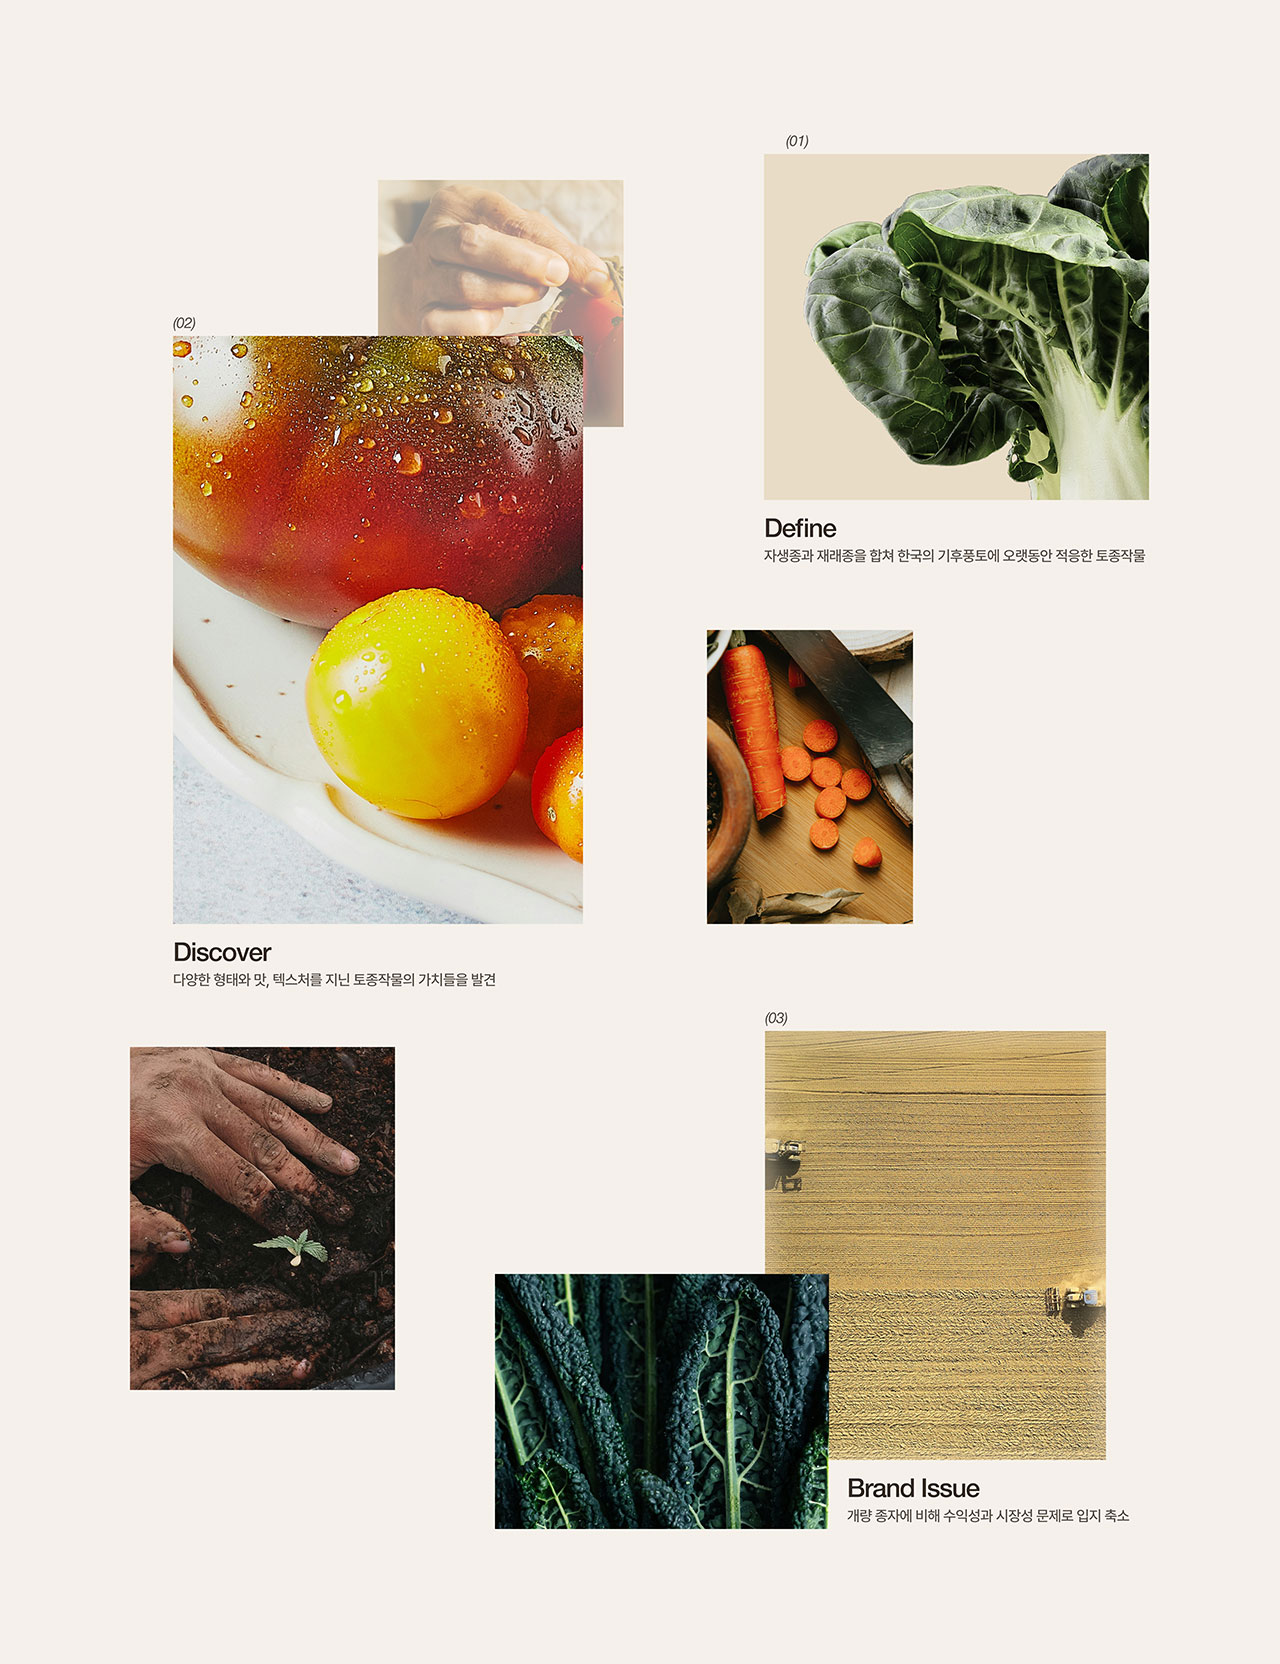 (01)
Define
자생종과 재래종을 합쳐 한국의 기후풍토에 오랫동안 적응한 토종작물
(02)
Discover
다양한 형태와 맛, 텍스처를 지닌 토종작물의 가치들을 발견
(03)
Brand Issue
개량 종자에 비해 수익성과 시장성 문제로 입지 축소